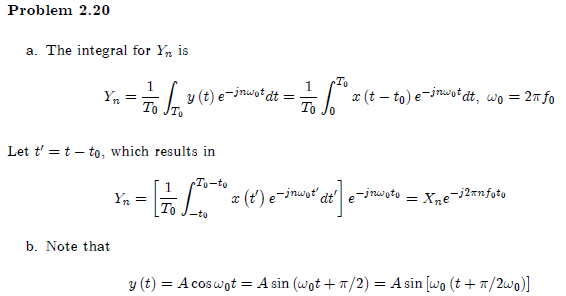 Problem 2.20
a. The integral for Yₙ is
Yₙ = 1/T₀ ∫_{T₀} y (t) e^{−jnω₀t} dt = 1/T₀ ∫₀^{T₀} x (t − t₀) e^{−jnω₀t} dt, ω₀ = 2πf₀
Let t′ = t − t₀, which results in
Yₙ = [1/T₀ ∫_{−t₀}^{T₀−t₀} x (t′) e^{−jnω₀t′} dt′] e^{−jnω₀t₀} = Xₙe^{−j2πnf₀t₀}
b. Note that
y (t) = A cos ω₀t = A sin (ω₀t + π/2) = A sin [ω₀ (t + π/2ω₀)]